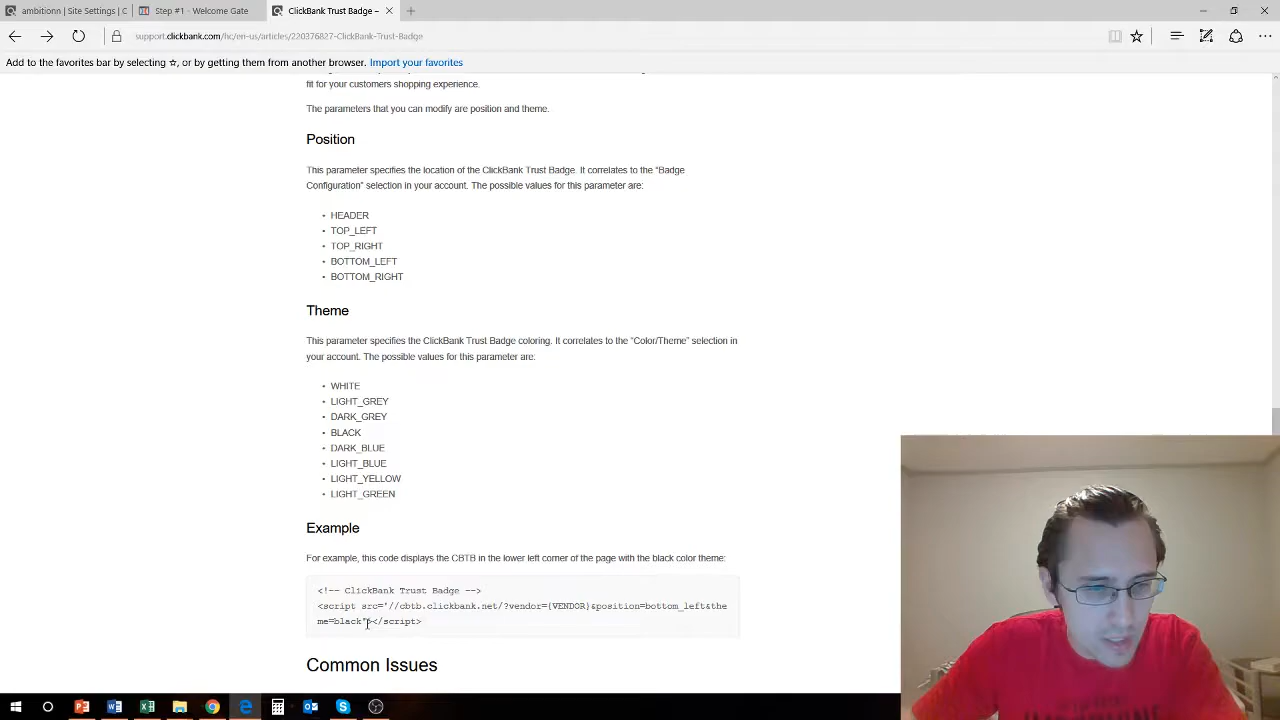 ambitionn | Site Settings | C
Step #1 - Welcome Gate
ClickBank Trust Badge –
support.clickbank.com/hc/en-us/articles/220376827-ClickBank-Trust-Badge
Add to the favorites bar by selecting ☆, or by getting them from another browser. Import your favorites
fit for your customers shopping experience.
The parameters that you can modify are position and theme.
Position
This parameter specifies the location of the ClickBank Trust Badge. It correlates to the "Badge
Configuration" selection in your account. The possible values for this parameter are:
• HEADER
• TOP_LEFT
• TOP_RIGHT
• BOTTOM_LEFT
• BOTTOM_RIGHT
Theme
This parameter specifies the ClickBank Trust Badge coloring. It correlates to the "Color/Theme" selection in
your account. The possible values for this parameter are:
• WHITE
• LIGHT_GREY
• DARK_GREY
• BLACK
• DARK_BLUE
• LIGHT_BLUE
• LIGHT_YELLOW
• LIGHT_GREEN
Example
For example, this code displays the CBTB in the lower left corner of the page with the black color theme:
<!-- ClickBank Trust Badge -->
<script src='//cbtb.clickbank.net/?vendor={VENDOR}&position=bottom_left&the
me=black"></script>
Common Issues